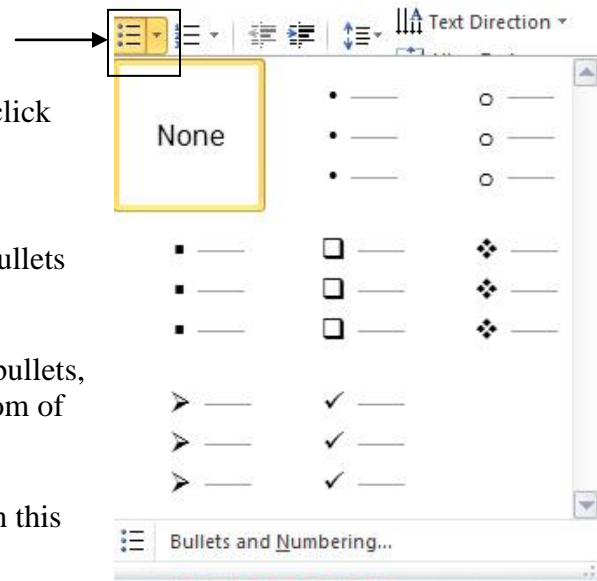 Text Direction
click
None
ullets
bullets,
om of
n this
Bullets and Numbering...